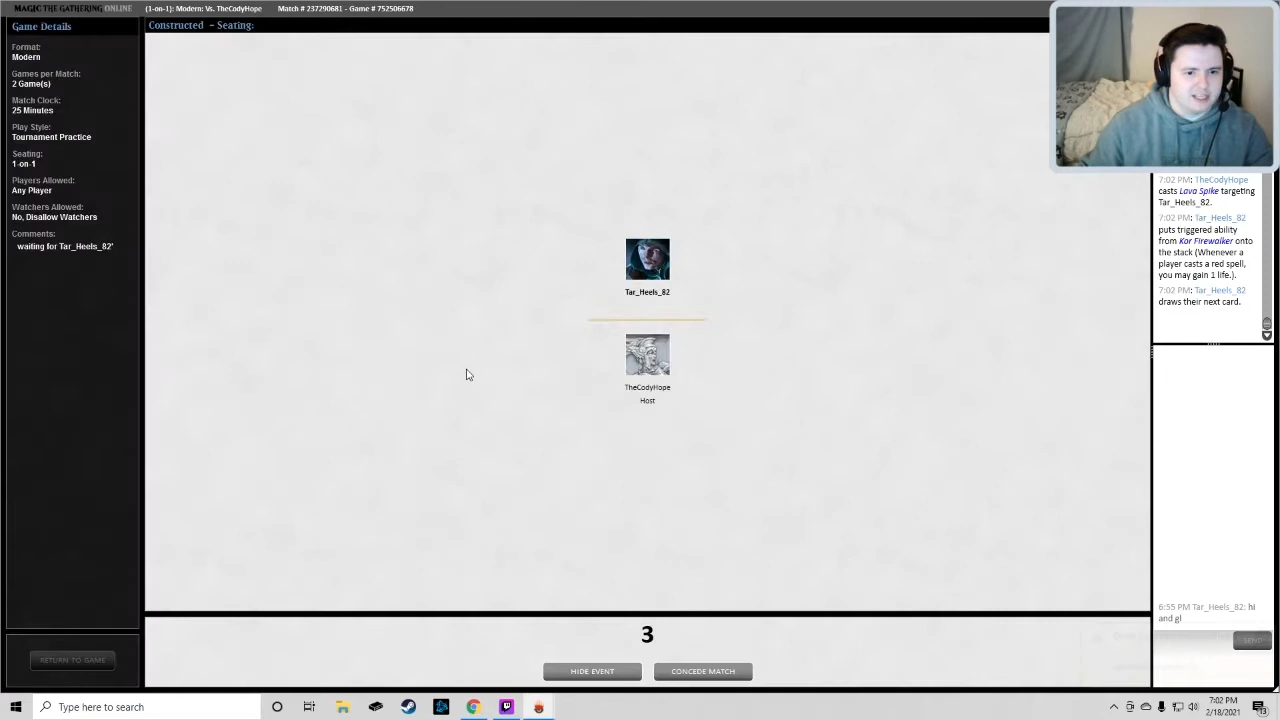 MAGIC THE GATHERING ONLINE (1-on-1): Modern: Vs. TheCodyHope Match # 237290681 - Game # 752506678
Game Details
Constructed - Seating:
Format:
Modern
Games per Match:
2 Game(s)
Match Clock:
25 Minutes
Play Style:
Tournament Practice
Seating:
1-on-1
Players Allowed:
Any Player
Watchers Allowed:
No, Disallow Watchers
Comments:
waiting for Tar_Heels_82'
RETURN TO GAME
Tar_Heels_82
TheCodyHope
Host
3
HIDE EVENT
CONCEDE MATCH
7:02 PM: TheCodyHope
casts Lava Spike targeting
Tar_Heels_82.
7:02 PM: Tar_Heels_82
puts triggered ability
from Kor Firewalker onto
the stack (Whenever a
player casts a red spell,
you may gain 1 life.).
7:02 PM: Tar_Heels_82
draws their next card.
6:55 PM Tar_Heels_82: hi
and gl
SEND
Type here to search
7:02 PM
2/18/2021
13